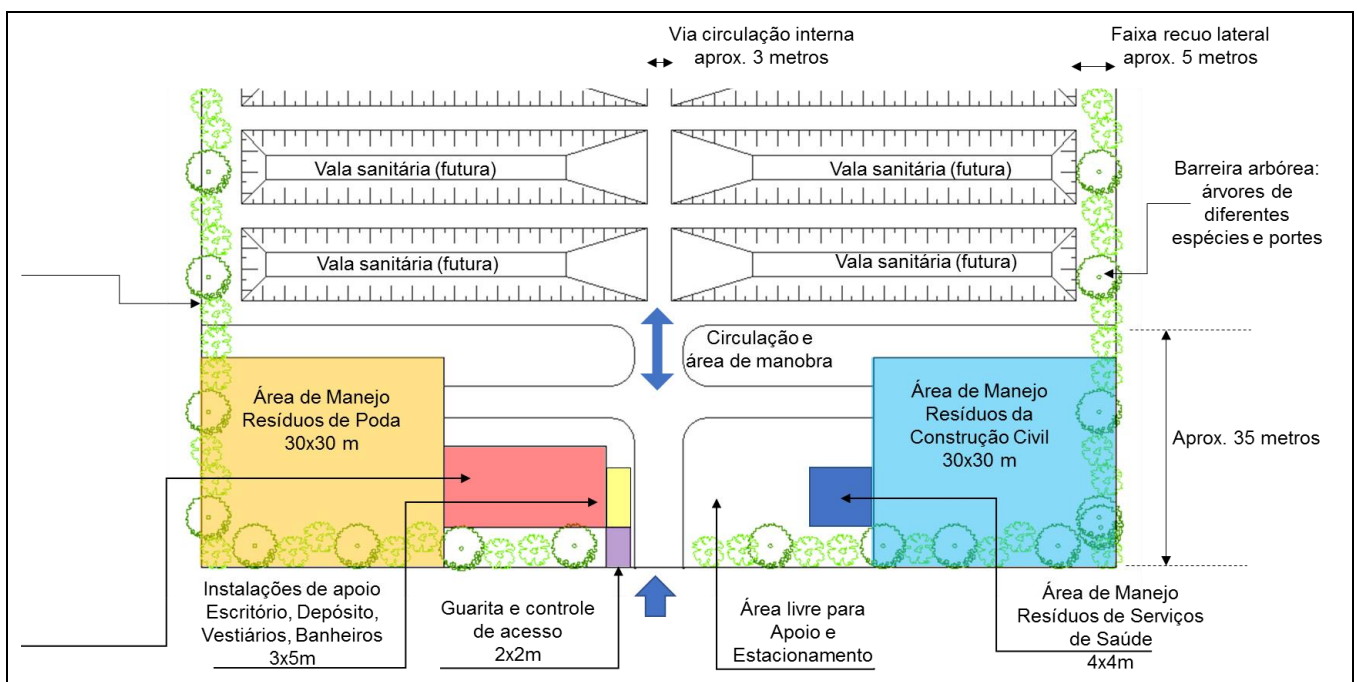 Via circulação interna
aprox. 3 metros
Faixa recuo lateral
aprox. 5 metros
Vala sanitária (futura)
Vala sanitária (futura)
Barreira arbórea:
árvores de
diferentes
espécies e portes
Vala sanitária (futura)
Vala sanitária (futura)
Circulação e
área de manobra
Área de Manejo
Resíduos de Poda
30x30 m
Área de Manejo
Resíduos da
Construção Civil
30x30 m
Aprox. 35 metros
Instalações de apoio
Escritório, Depósito,
Vestiários, Banheiros
3x5m
Guarita e controle
de acesso
2x2m
Área livre para
Apoio e
Estacionamento
Área de Manejo
Resíduos de Serviços
de Saúde
4x4m